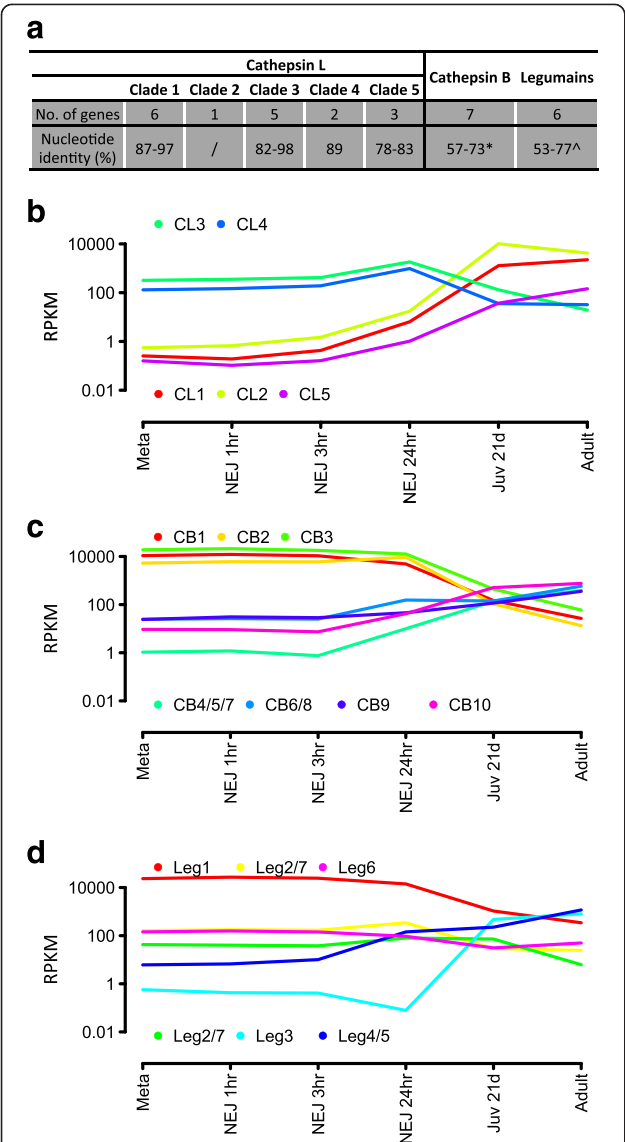 a
Cathepsin L
Cathepsin B Legumains
Clade 1 Clade 2 Clade 3 Clade 4 Clade 5
No. of genes 6 1 5 2 3 7 6
Nucleotide identity (%) 87-97 / 82-98 89 78-83 57-73* 53-77^
b
CL3 CL4
10000
100
1
0.01
RPKM
CL1 CL2 CL5
Meta NEJ 1hr NEJ 3hr NEJ 24hr Juv 21d Adult
c
CB1 CB2 CB3
10000
100
1
0.01
RPKM
CB4/5/7 CB6/8 CB9 CB10
Meta NEJ 1hr NEJ 3hr NEJ 24hr Juv 21d Adult
d
Leg1 Leg2/7 Leg6
10000
100
1
0.01
RPKM
Leg2/7 Leg3 Leg4/5
Meta NEJ 1hr NEJ 3hr NEJ 24hr Juv 21d Adult